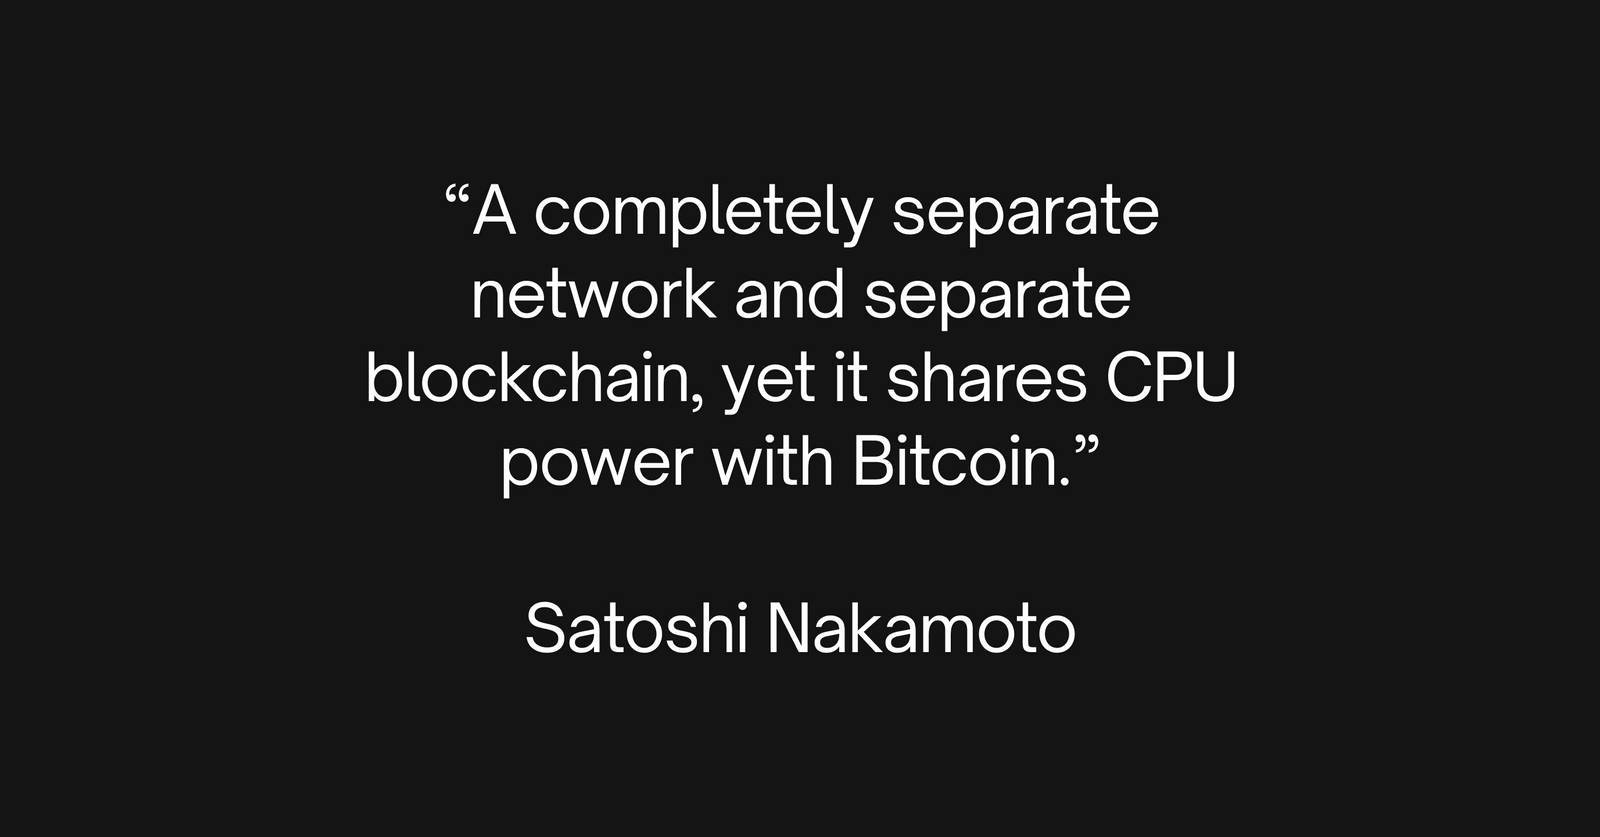 “A completely separate
network and separate
blockchain, yet it shares CPU
power with Bitcoin.”
Satoshi Nakamoto